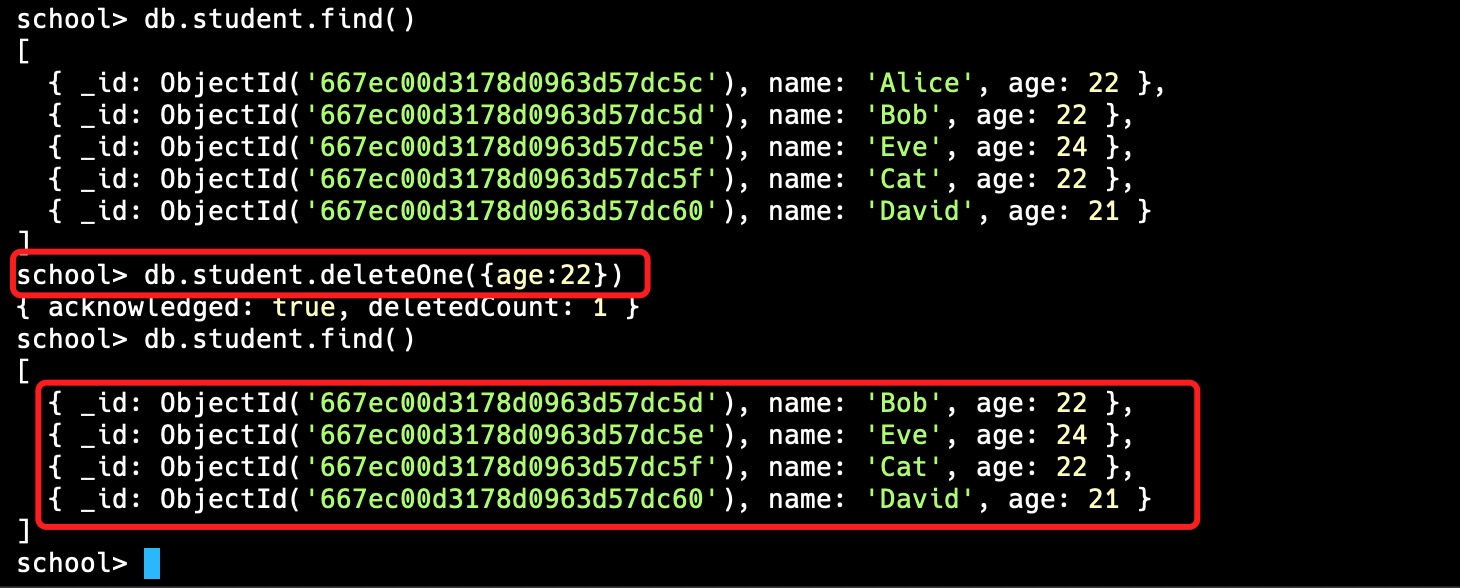 school> db.student.find()
[
  { _id: ObjectId('667ec00d3178d0963d57dc5c'), name: 'Alice', age: 22 },
  { _id: ObjectId('667ec00d3178d0963d57dc5d'), name: 'Bob', age: 22 },
  { _id: ObjectId('667ec00d3178d0963d57dc5e'), name: 'Eve', age: 24 },
  { _id: ObjectId('667ec00d3178d0963d57dc5f'), name: 'Cat', age: 22 },
  { _id: ObjectId('667ec00d3178d0963d57dc60'), name: 'David', age: 21 }
]
school> db.student.deleteOne({age:22})
{ acknowledged: true, deletedCount: 1 }
school> db.student.find()
[
  { _id: ObjectId('667ec00d3178d0963d57dc5d'), name: 'Bob', age: 22 },
  { _id: ObjectId('667ec00d3178d0963d57dc5e'), name: 'Eve', age: 24 },
  { _id: ObjectId('667ec00d3178d0963d57dc5f'), name: 'Cat', age: 22 },
  { _id: ObjectId('667ec00d3178d0963d57dc60'), name: 'David', age: 21 }
]
school>